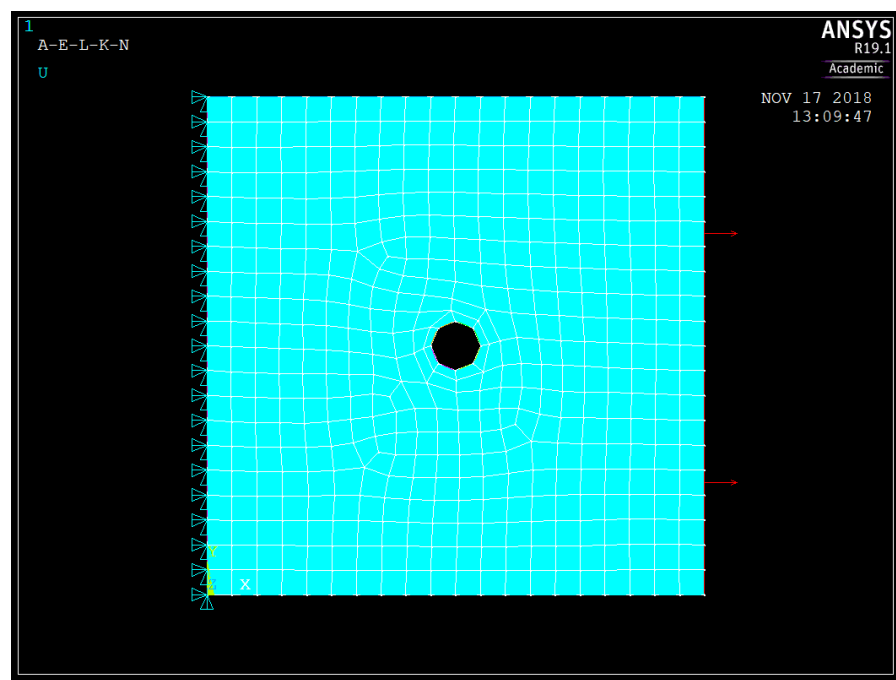 1
A-E-L-K-N
U
ANSYS
R19.1
Academic
NOV 17 2018
13:09:47
Y
Z X